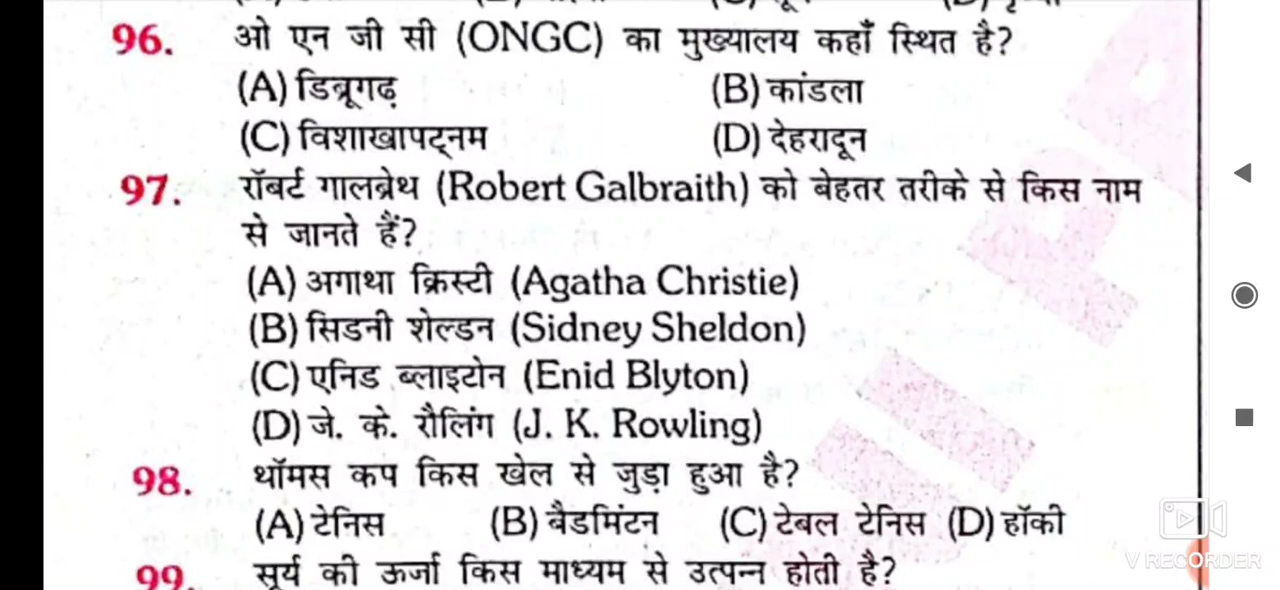 96. ओ एन जी सी (ONGC) का मुख्यालय कहाँ स्थित है?
(A) डिब्रूगढ़ (B) कांडला
(C) विशाखापट्नम (D) देहरादून
97. रॉबर्ट गालब्रेथ (Robert Galbraith) को बेहतर तरीके से किस नाम
से जानते हैं?
(A) अगाथा क्रिस्टी (Agatha Christie)
(B) सिडनी शेल्डन (Sidney Sheldon)
(C) एनिड ब्लाइटोन (Enid Blyton)
(D) जे. के. रौलिंग (J. K. Rowling)
98. थॉमस कप किस खेल से जुड़ा हुआ है?
(A) टेनिस (B) बैडमिंटन (C) टेबल टेनिस (D) हॉकी
V RECORDER
99. सूर्य की ऊर्जा किस माध्यम से उत्पन्न होती है?